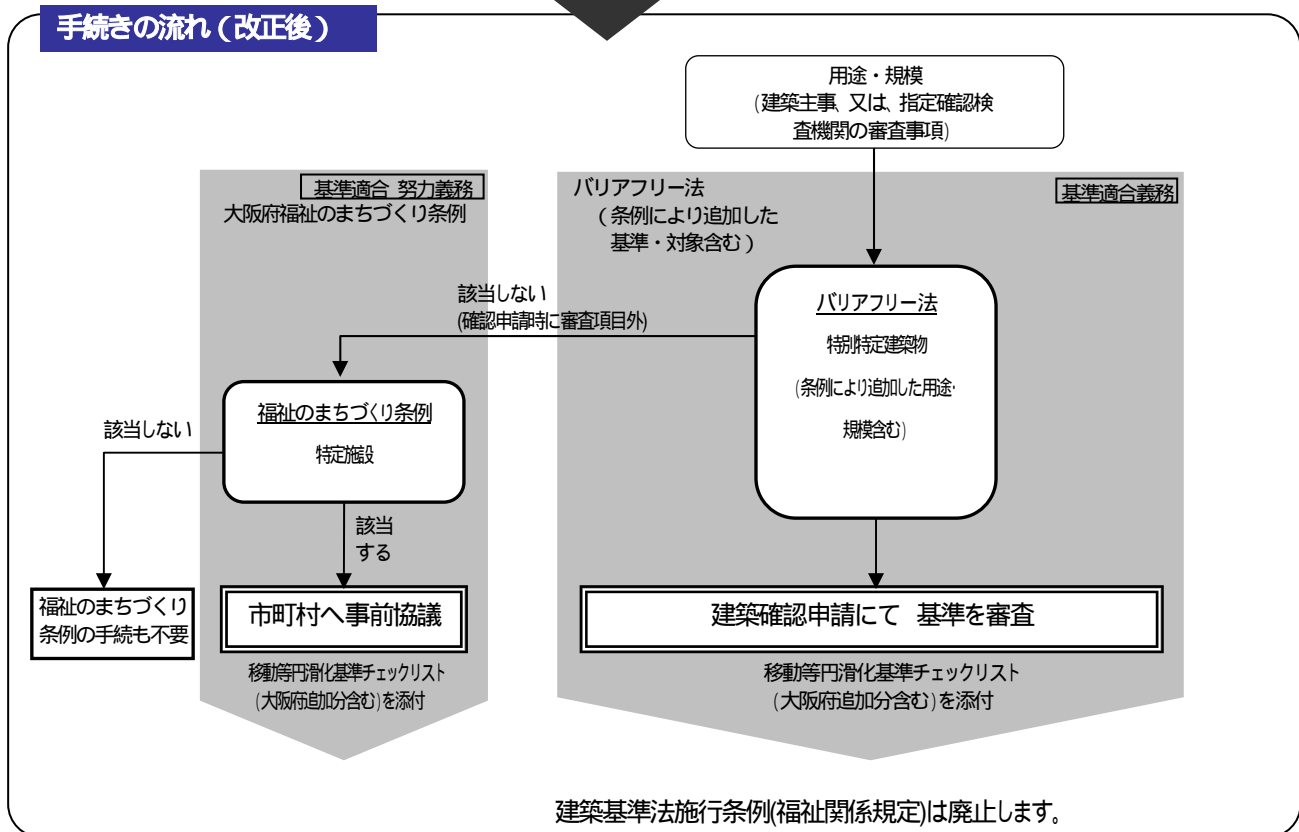 手続きの流れ（改正後）
用途・規模
(建築主事、又は、指定確認検
査機関の審査事項)
基準適合 努力義務
大阪府福祉のまちづくり条例
バリアフリー法
（条例により追加した
基準・対象含む）
基準適合義務
該当しない
(確認申請時に審査項目外)
バリアフリー法
特別特定建築物
(条例により追加した用途・
規模含む)
福祉のまちづくり条例
特定施設
該当しない
該当
する
福祉のまちづくり
条例の手続も不要
市町村へ事前協議
建築確認申請にて 基準を審査
移動等円滑化基準チェックリスト
(大阪府追加分含む)を添付
移動等円滑化基準チェックリスト
(大阪府追加分含む)を添付
建築基準法施行条例(福祉関係規定)は廃止します。